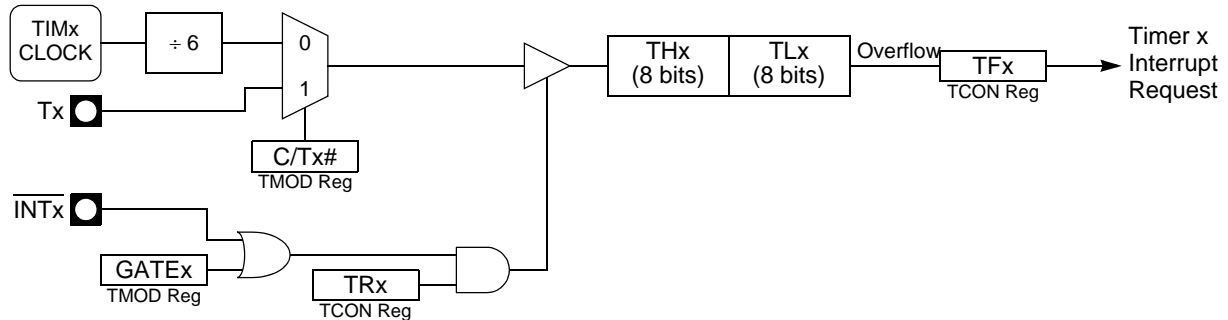 TIMx
CLOCK
÷ 6
0
1
Tx
C/Tx#
TMOD Reg
INTx
GATEx
TMOD Reg
TRx
TCON Reg
THx
(8 bits)
TLx
(8 bits)
Overflow
TFx
TCON Reg
Timer x
Interrupt
Request